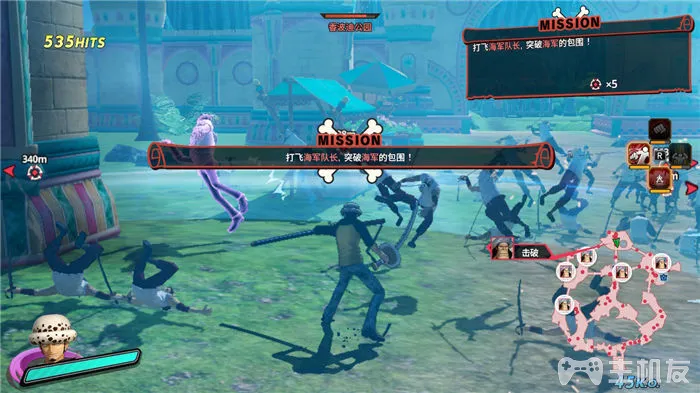 香波迪公园
535HITS
MISSION
打飞海军队长, 突破海军的包围！
×5
MISSION
打飞海军队长, 突破海军的包围！
340m
R
m
击破
45K.O.
手机友